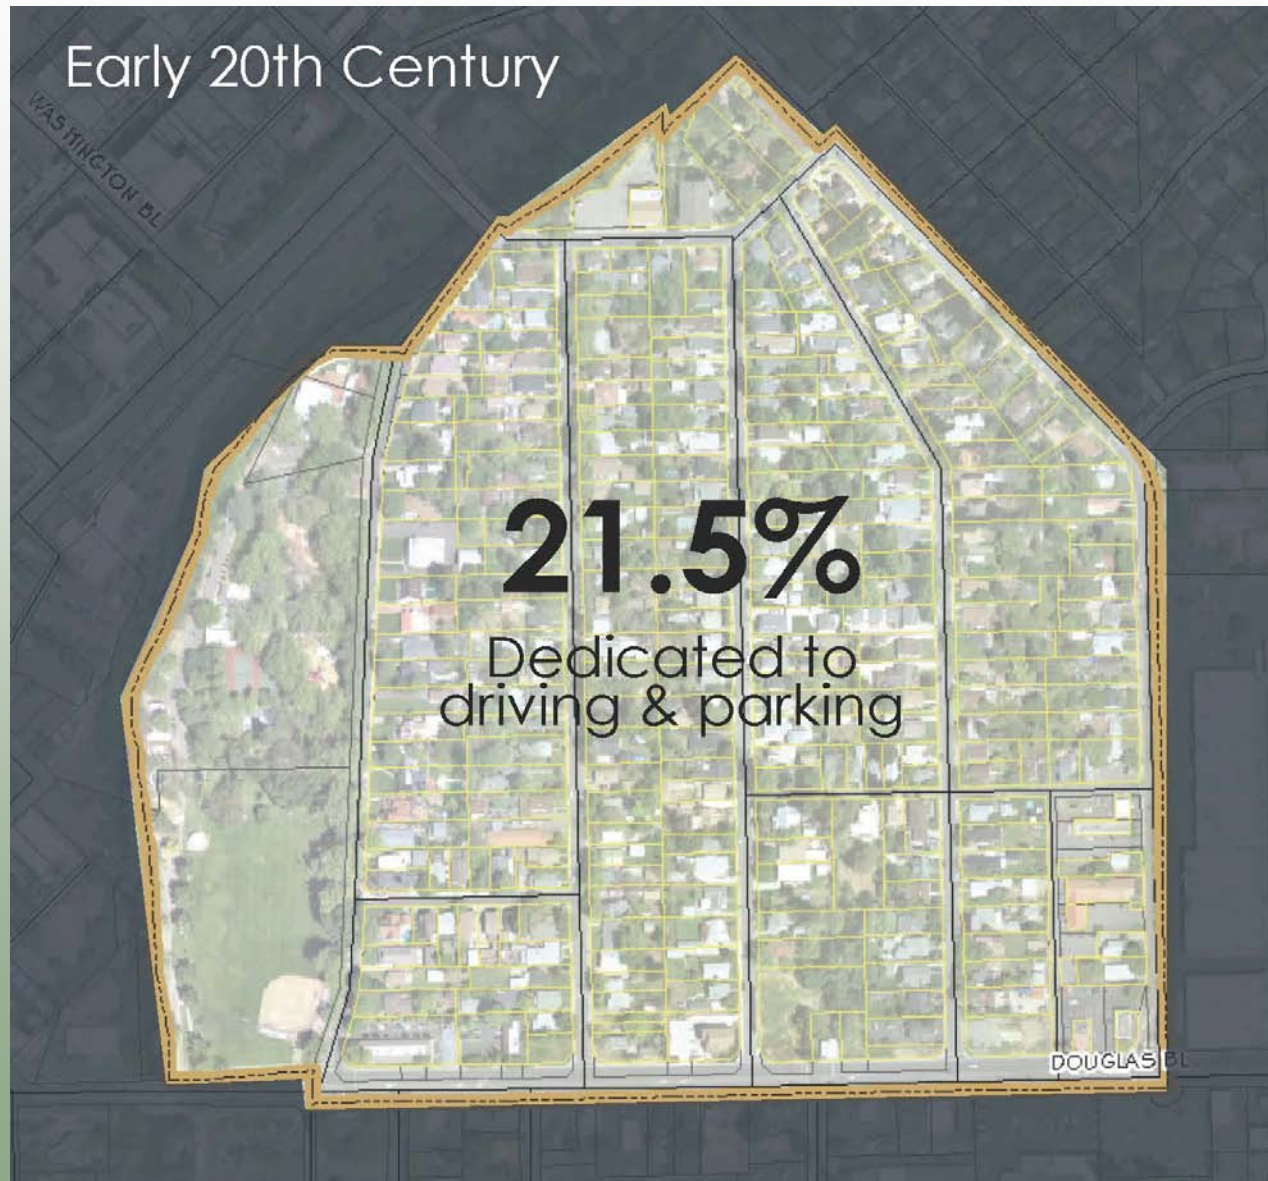 Early 20th Century
WASHINGTON BL
21.5%
Dedicated to
driving & parking
DOUGLAS BL